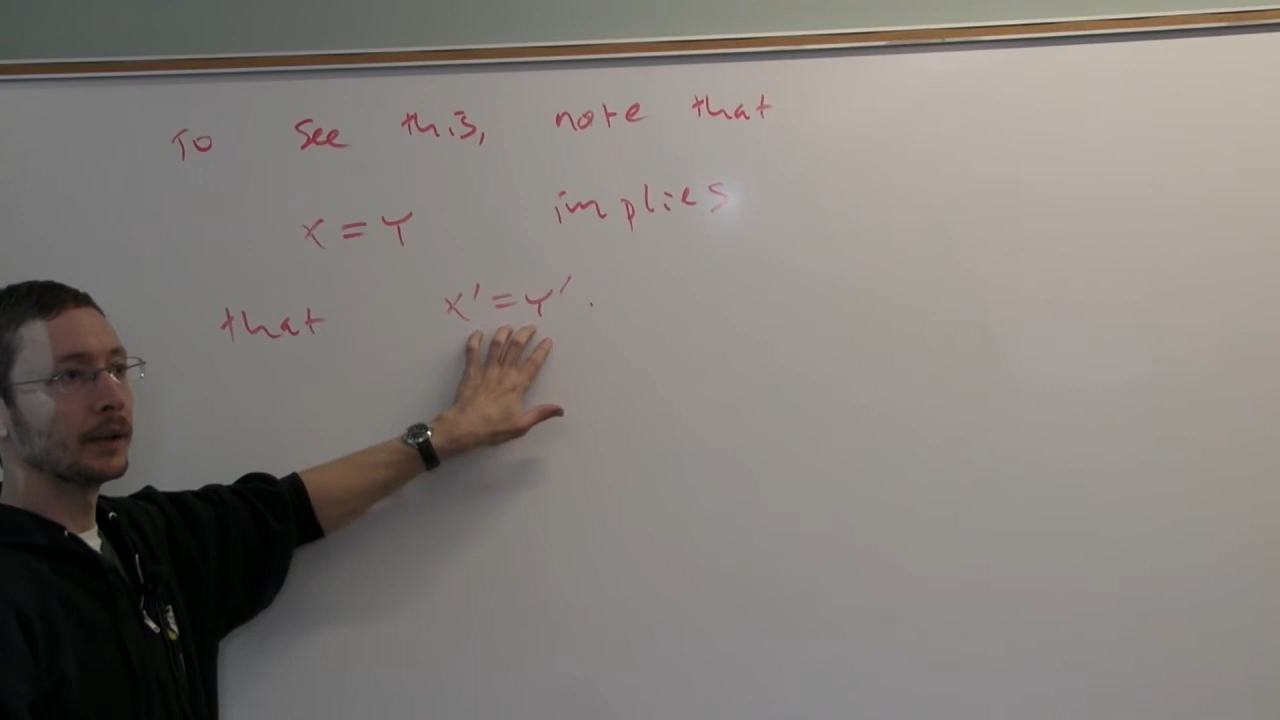 To see this, note that
X = Y implies
that X' = Y'.